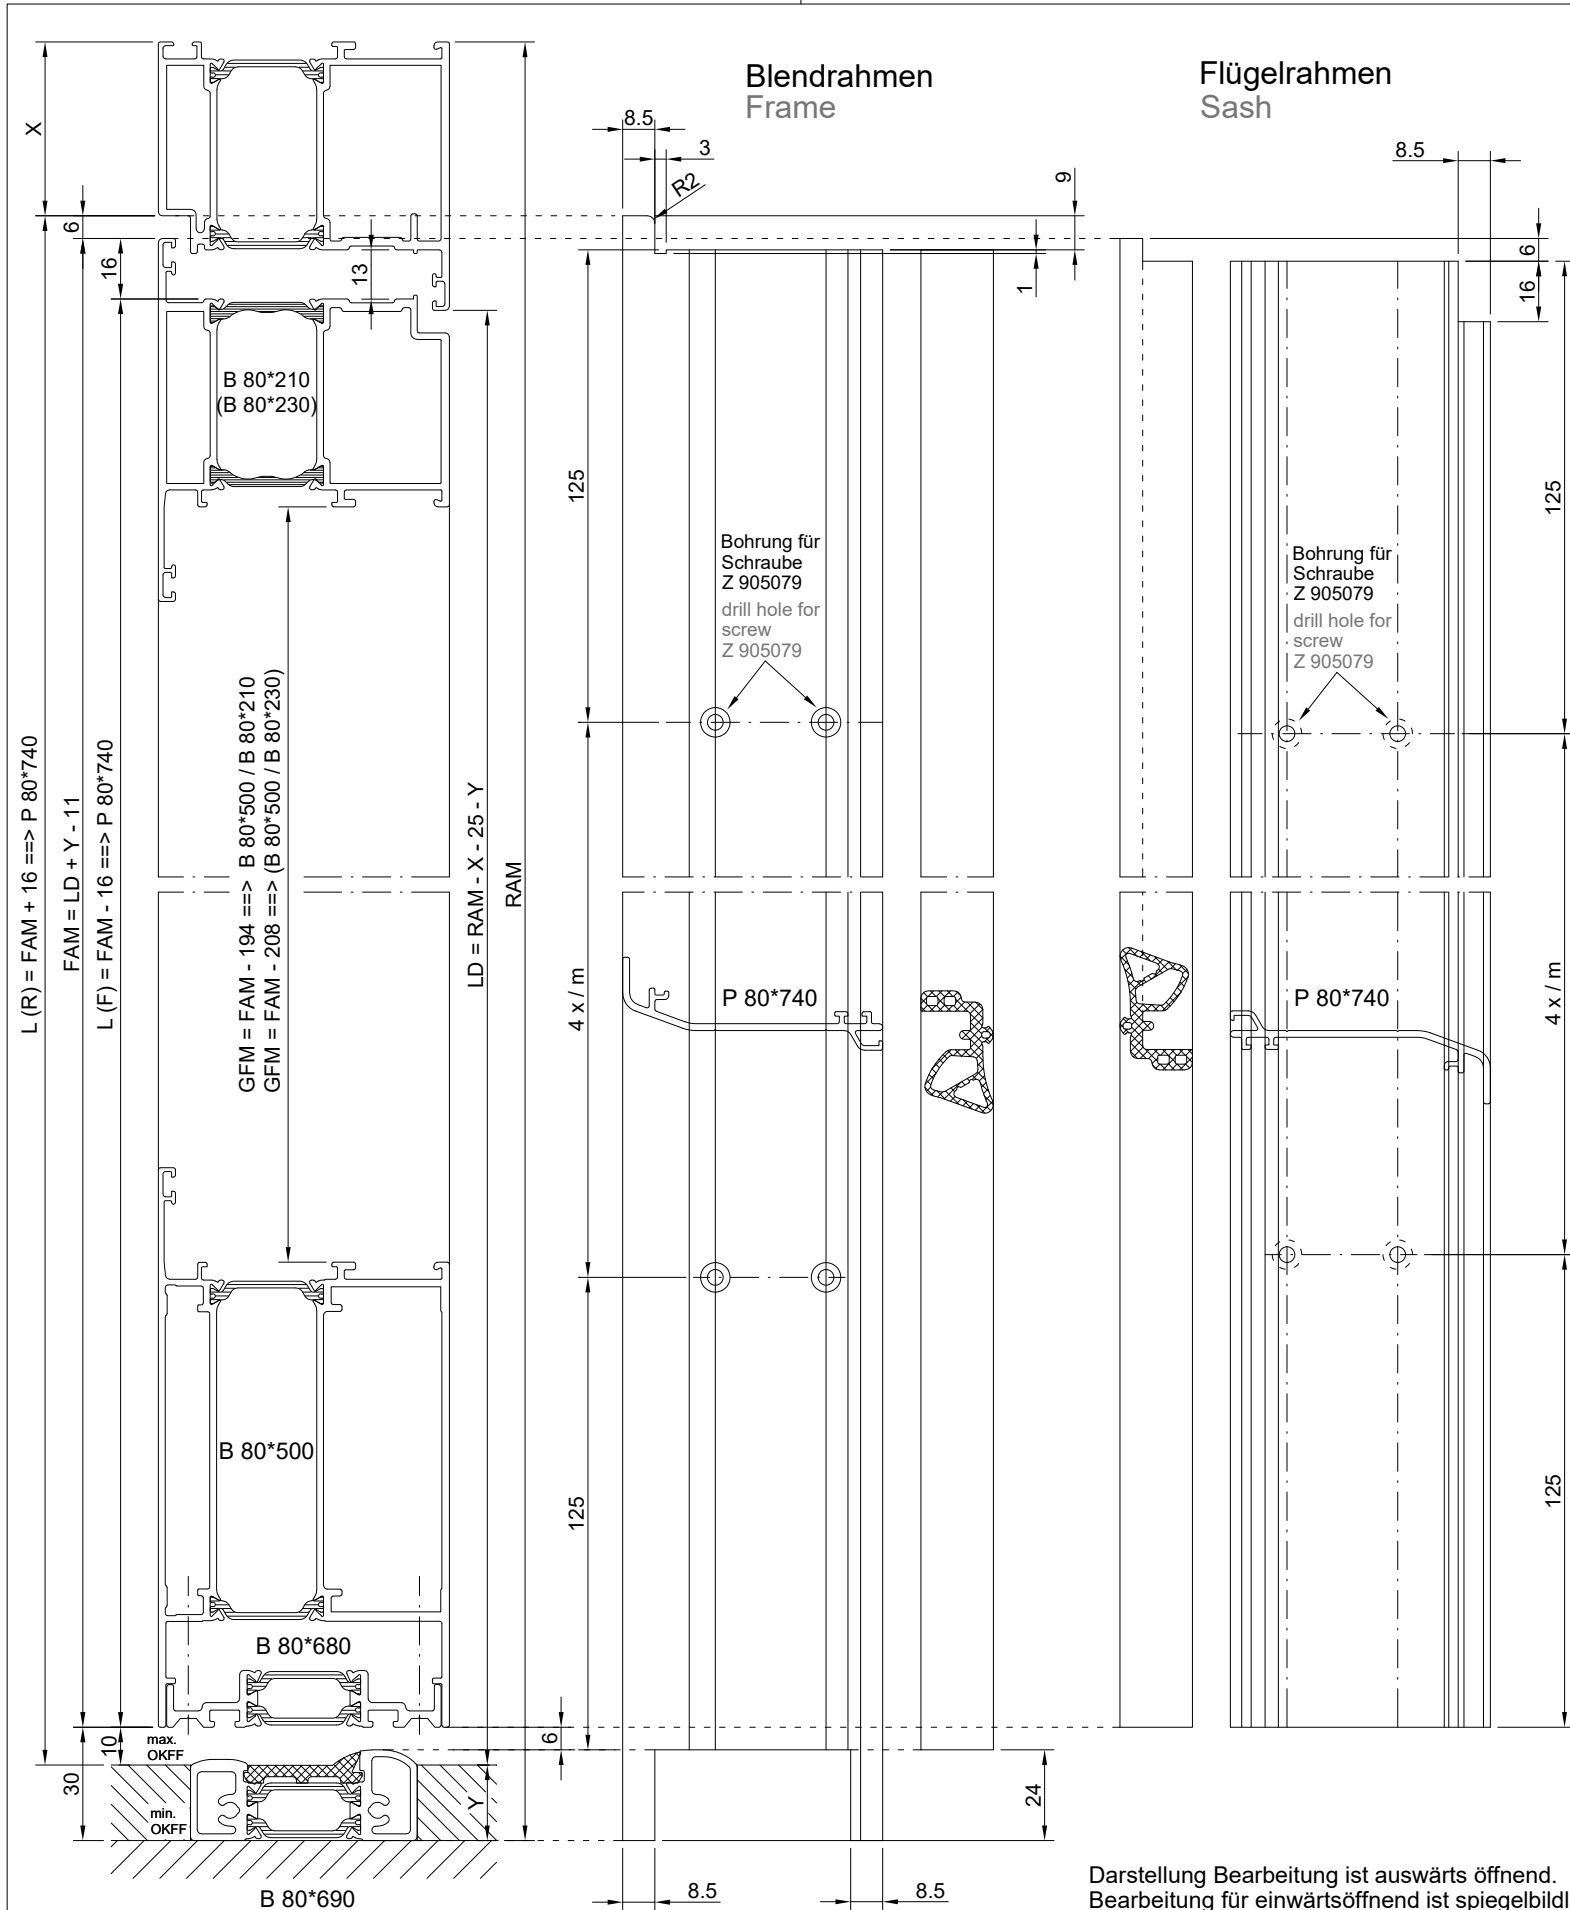 Blendrahmen
Frame
Flügelrahmen
Sash
X
8.5
3
R2
9
8.5
6
6
16
13
1
16
B 80*210
(B 80*230)
125
125
Bohrung für
Schraube
Z 905079
drill hole for
screw
Z 905079
Bohrung für
Schraube
Z 905079
drill hole for
screw
Z 905079
L (R) = FAM + 16 ==> P 80*740
FAM = LD + Y - 11
L (F) = FAM - 16 ==> P 80*740
GFM = FAM - 194 ==> B 80*500 / B 80*210
GFM = FAM - 208 ==> (B 80*500 / B 80*230)
LD = RAM - X - 25 - Y
RAM
4 x / m
P 80*740
P 80*740
4 x / m
B 80*500
125
125
B 80*680
6
max.
OKFF
10
30
min.
OKFF
Y
24
B 80*690
8.5
8.5
Darstellung Bearbeitung ist auswärts öffnend.
Bearbeitung für einwärtsöffnend ist spiegelbildl